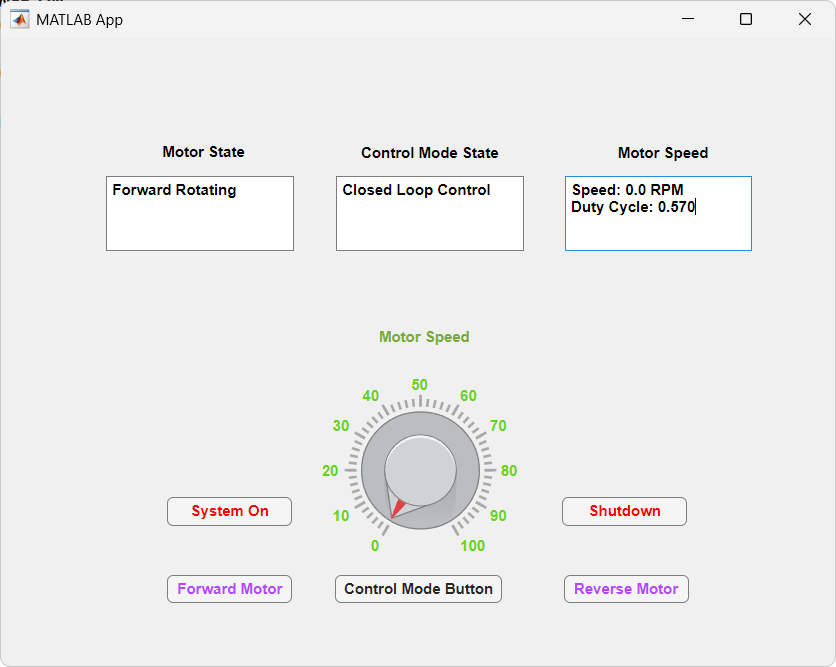 MATLAB App
Motor State
Control Mode State
Motor Speed
Forward Rotating
Closed Loop Control
Speed: 0.0 RPM
Duty Cycle: 0.570
Motor Speed
0
10
20
30
40
50
60
70
80
90
100
System On
Shutdown
Forward Motor
Control Mode Button
Reverse Motor